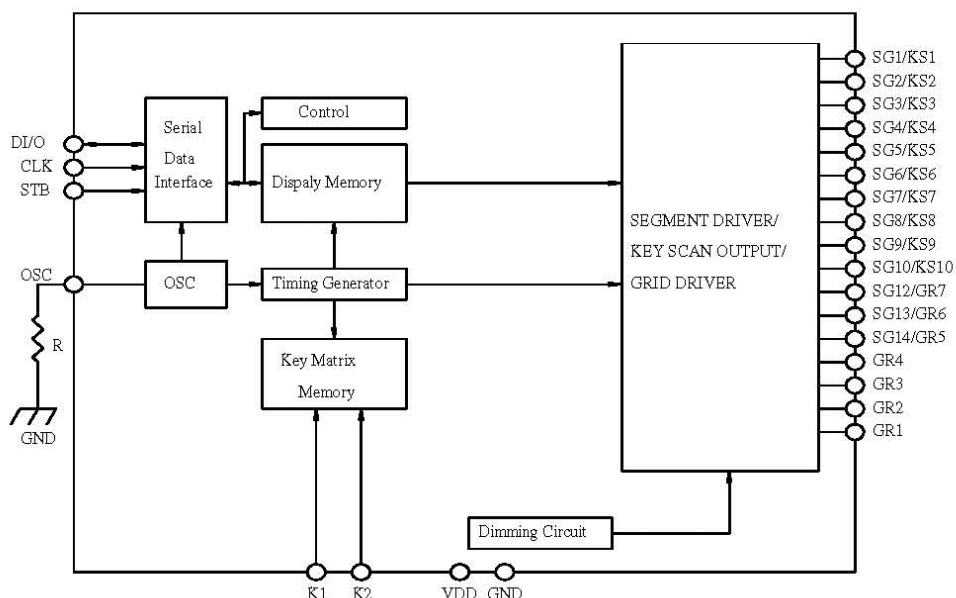 DI/O
CLK
STB
OSC
R
GND
Serial
Data
Interface
Control
Dispaly Memory
OSC
Timing Generator
Key Matrix
Memory
SEGMENT DRIVER/
KEY SCAN OUTPUT/
GRID DRIVER
Dimming Circuit
SG1/KS1
SG2/KS2
SG3/KS3
SG4/KS4
SG5/KS5
SG6/KS6
SG7/KS7
SG8/KS8
SG9/KS9
SG10/KS10
SG12/GR7
SG13/GR6
SG14/GR5
GR4
GR3
GR2
GR1
K1 K2 VDD GND